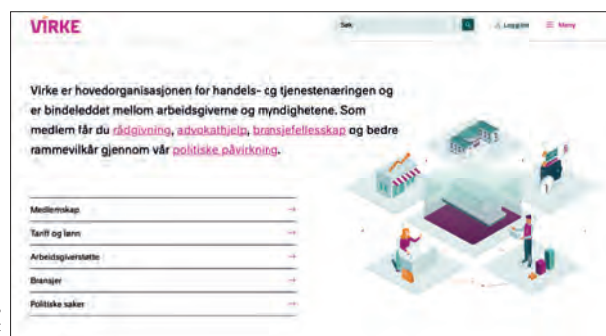 VIRKE
Søk
Logg inn
Meny
Virke er hovedorganisasjonen for handels- og tjenestenæringen og
er bindeleddet mellom arbeidsgiverne og myndighetene. Som
medlem får du rådgivning, advokathjelp, bransjefellesskap og bedre
rammevilkår gjennom vår politiske påvirkning.
Medlemskap →
Tariff og lønn →
Arbeidsgiverstøtte →
Bransjer →
Politiske saker →